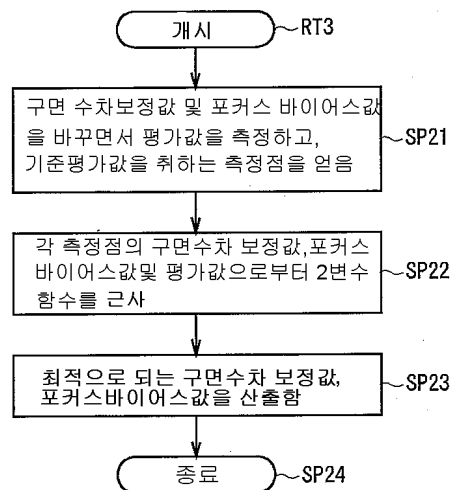 개시
RT3
구면 수차보정값 및 포커스 바이어스값
을 바꾸면서 평가값을 측정하고,
기준평가값을 취하는 측정점을 얻음
SP21
각 측정점의 구면수차 보정값,포커스
바이어스값및 평가값으로부터 2변수
함수를 근사
SP22
최적으로 되는 구면수차 보정값,
포커스바이어스값을 산출함
SP23
종료
SP24